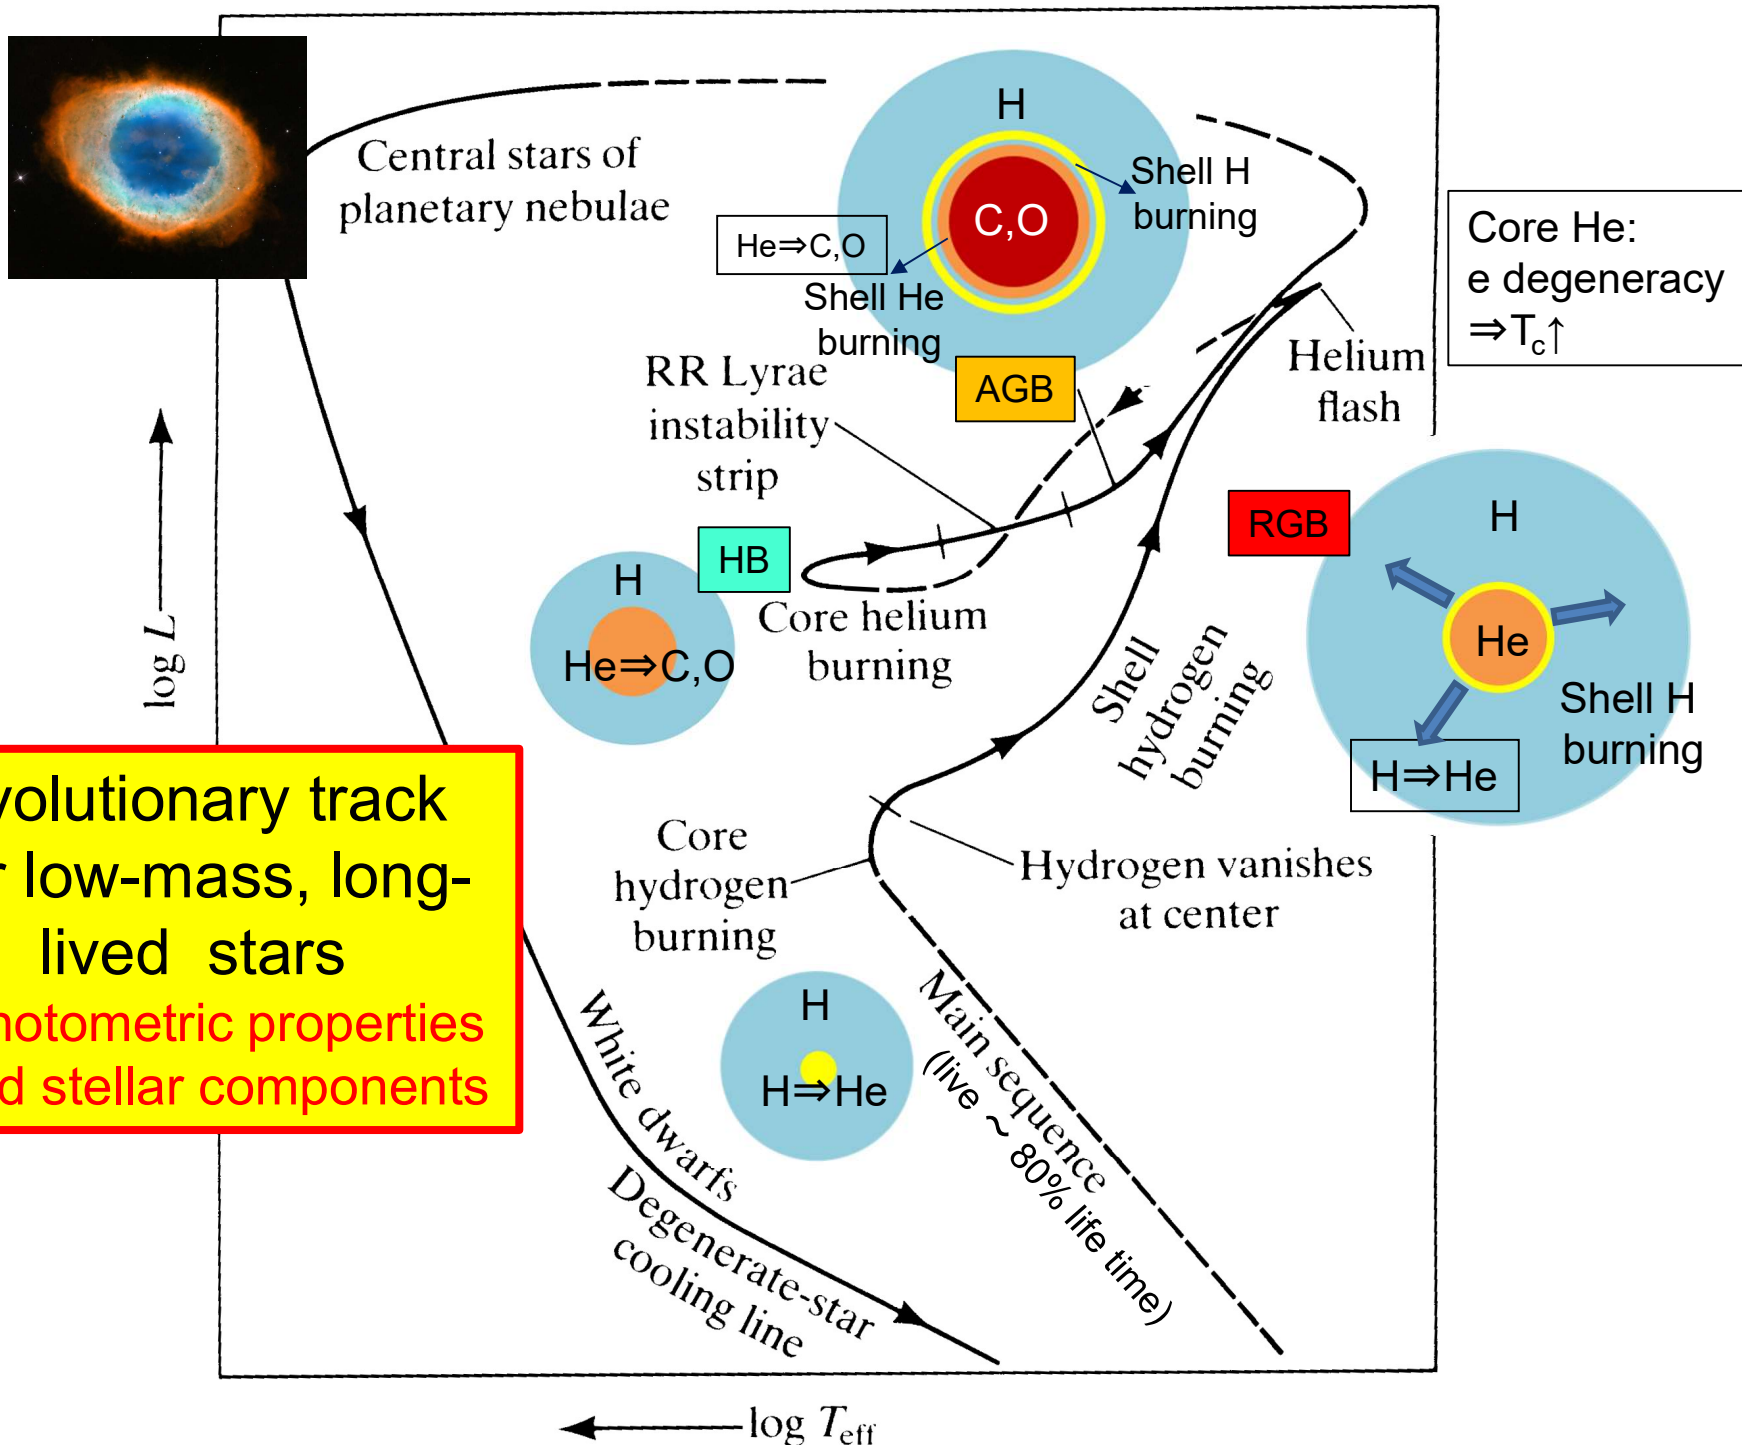 Central stars of
planetary nebulae
H
Shell H
burning
C,O
He⇒C,O
Shell He
burning
Core He:
e degeneracy
⇒Tc↑
Helium
flash
AGB
RR Lyrae
instability
strip
RGB
HB
H
He⇒C,O
Core helium
burning
H
He
Shell H
burning
H⇒He
Shell
hydrogen
burning
log L
volutionary track
r low-mass, long-
lived stars
notometric properties
d stellar components
Core
hydrogen
burning
Hydrogen vanishes
at center
H
H⇒He
Main sequence
(live ~ 80% life time)
White dwarfs
Degenerate-star
cooling line
log Teff